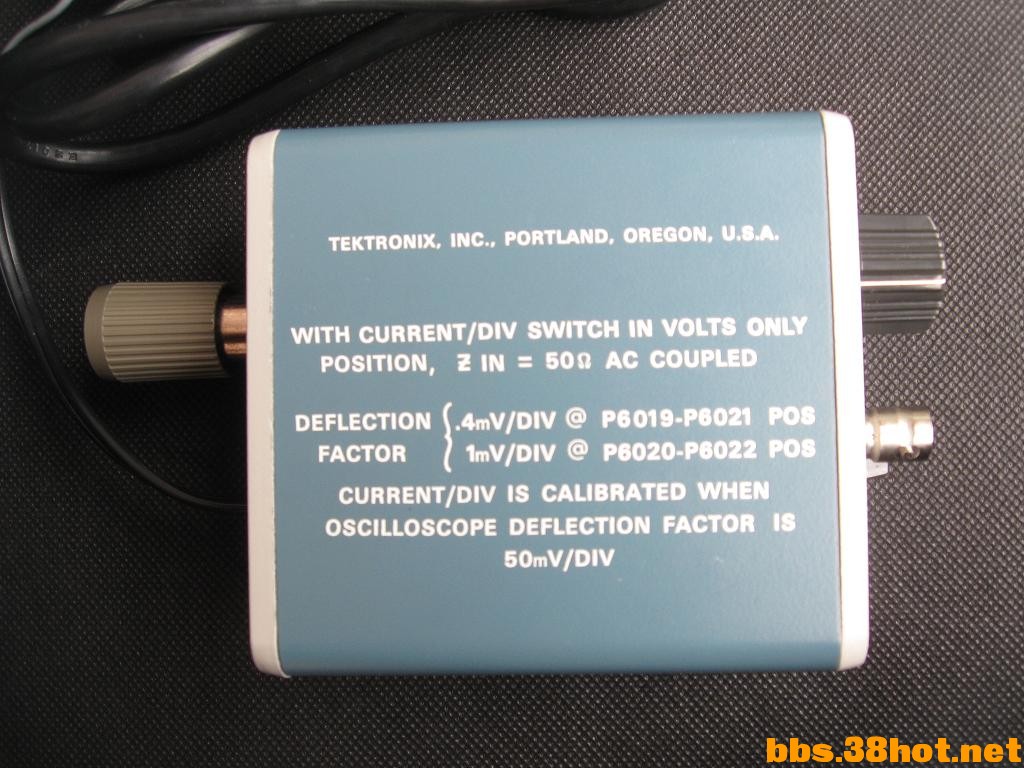 TEKTRONIX, INC., PORTLAND, OREGON, U.S.A.
WITH CURRENT/DIV SWITCH IN VOLTS ONLY
POSITION, Z IN = 50Ω AC COUPLED
DEFLECTION { .4mV/DIV @ P6019-P6021 POS
FACTOR 1mV/DIV @ P6020-P6022 POS
CURRENT/DIV IS CALIBRATED WHEN
OSCILLOSCOPE DEFLECTION FACTOR IS
50mV/DIV
bbs.38hot.net